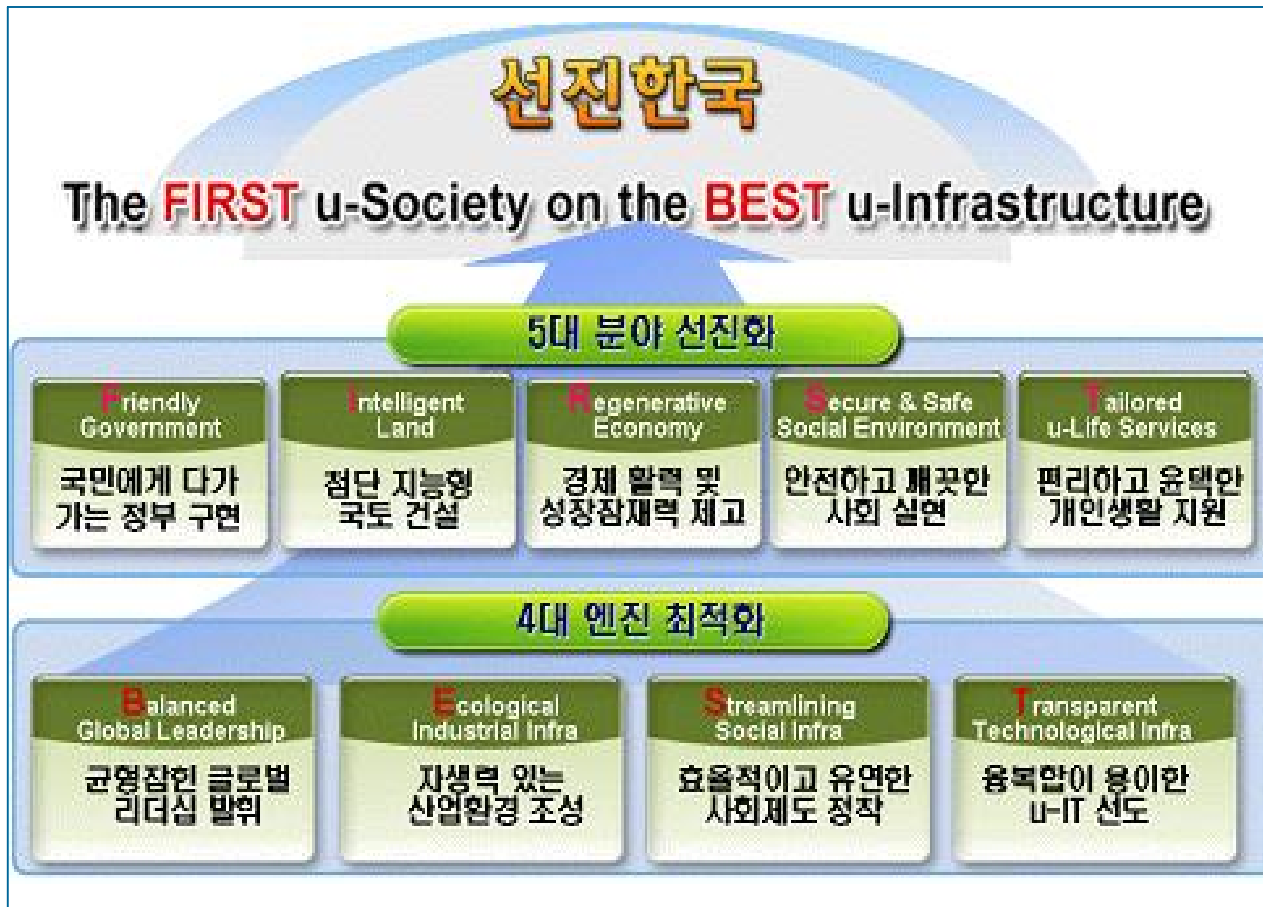 선진한국
The FIRST u-Society on the BEST u-Infrastructure
5대 분야 선진화
Friendly
Government
국민에게 다가
가는 정부 구현
Intelligent
Land
첨단 지능형
국토 건설
Regenerative
Economy
경제 활력 및
성장잠재력 제고
Secure & Safe
Social Environment
안전하고 깨끗한
사회 실현
Tailored
u-Life Services
편리하고 윤택한
개인생활 지원
4대 엔진 최적화
Balanced
Global Leadership
균형잡힌 글로벌
리더십 발휘
Ecological
Industrial Infra
자생력 있는
산업환경 조성
Streamlining
Social Infra
효율적이고 유연한
사회제도 정착
Transparent
Technological Infra
융복합이 용이한
u-IT 선도